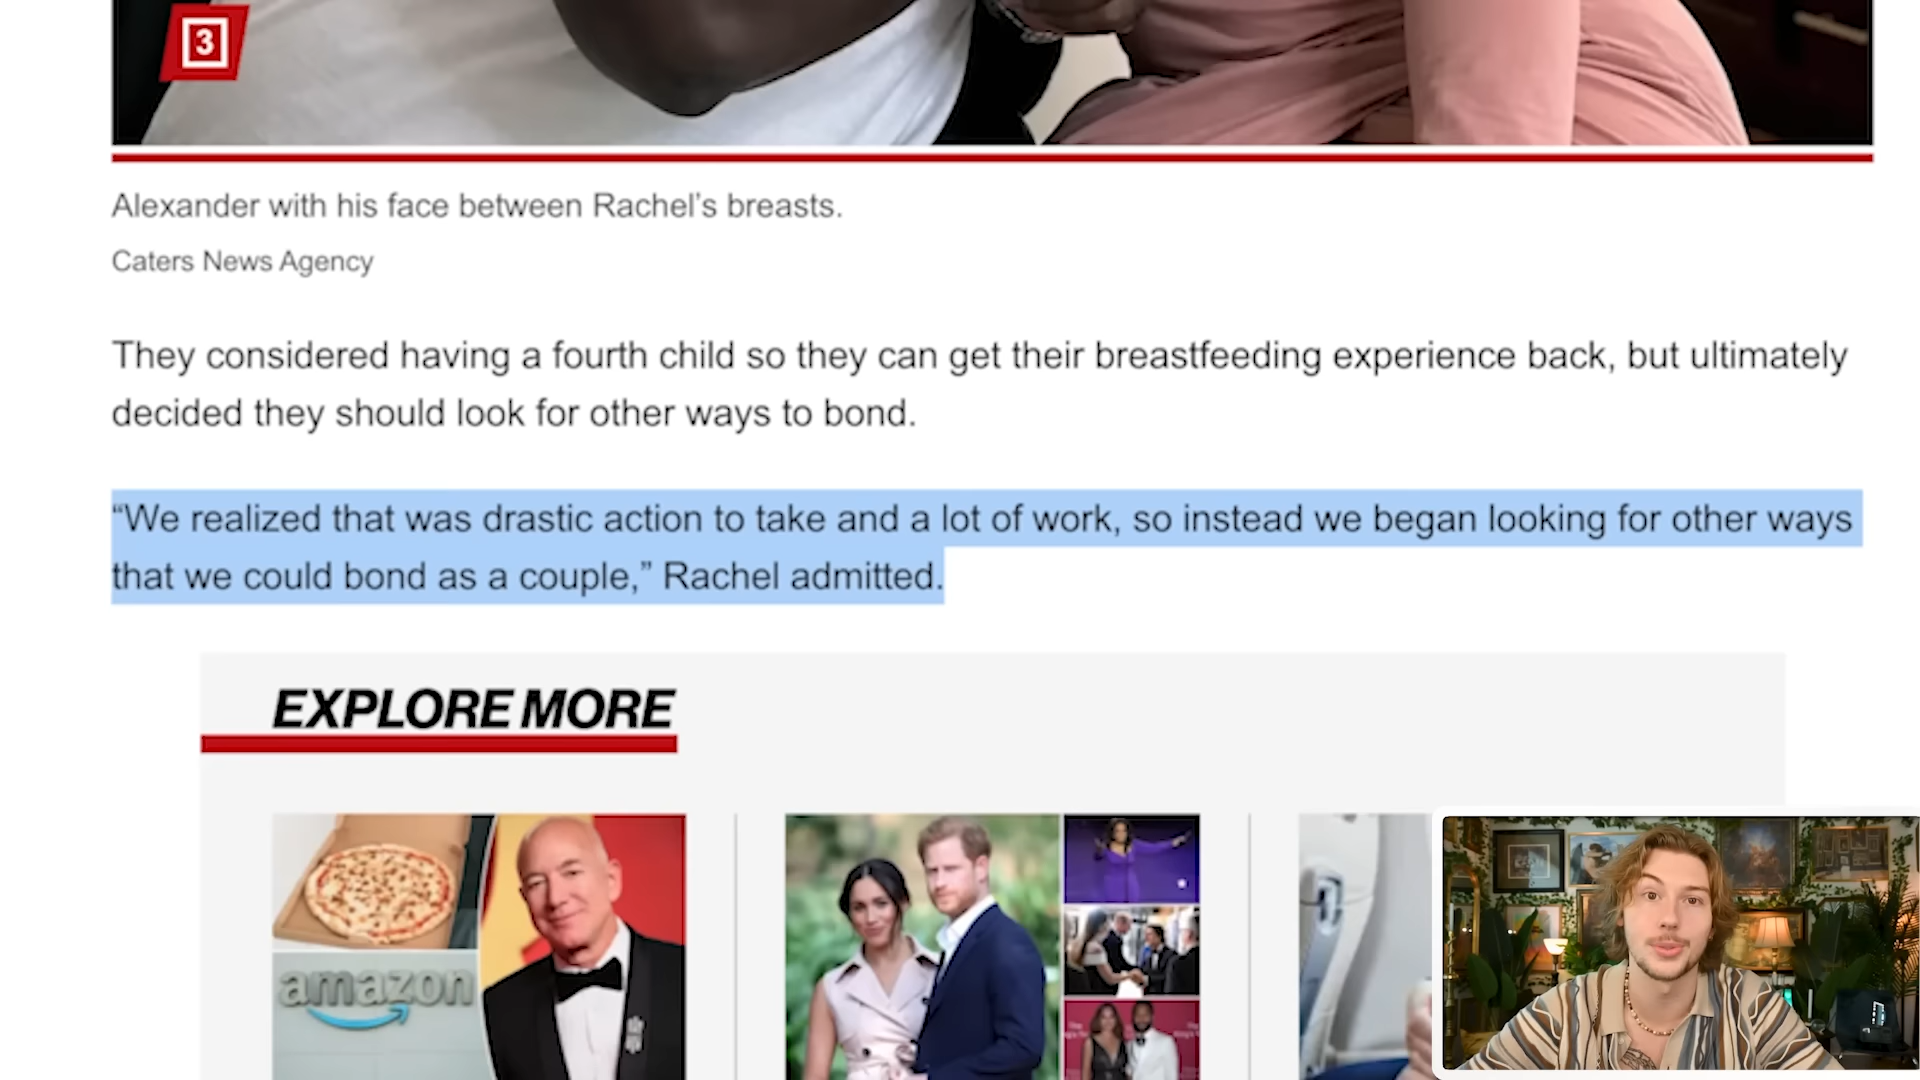 3
Alexander with his face between Rachel’s breasts.
Caters News Agency
They considered having a fourth child so they can get their breastfeeding experience back, but ultimately
decided they should look for other ways to bond.
“We realized that was drastic action to take and a lot of work, so instead we began looking for other ways
that we could bond as a couple,” Rachel admitted.
EXPLORE MORE
amazon